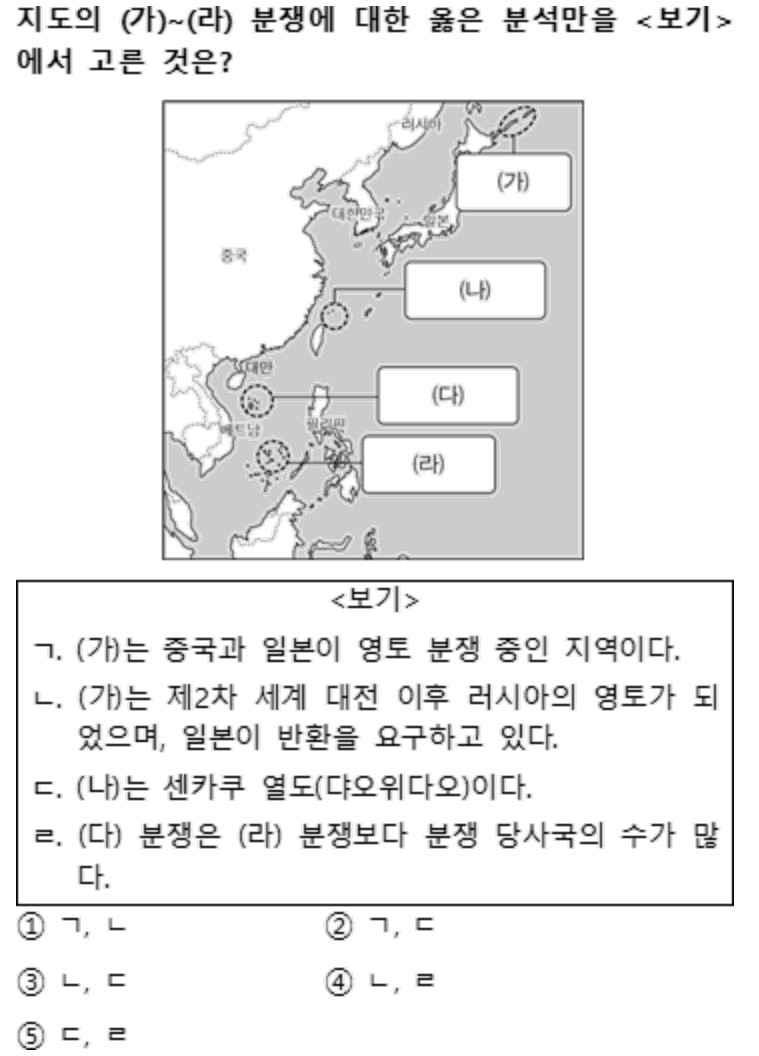 지도의 (가)~(라) 분쟁에 대한 옳은 분석만을 <보기>
에서 고른 것은?
러시아
(가)
대한민국
일본
중국
(나)
대만
(다)
베트남
필리핀
(라)
<보기>
ㄱ. (가)는 중국과 일본이 영토 분쟁 중인 지역이다.
ㄴ. (가)는 제2차 세계 대전 이후 러시아의 영토가 되
었으며, 일본이 반환을 요구하고 있다.
ㄷ. (나)는 센카쿠 열도(댜오위다오)이다.
ㄹ. (다) 분쟁은 (라) 분쟁보다 분쟁 당사국의 수가 많
다.
① ㄱ, ㄴ ② ㄱ, ㄷ
③ ㄴ, ㄷ ④ ㄴ, ㄹ
⑤ ㄷ, ㄹ